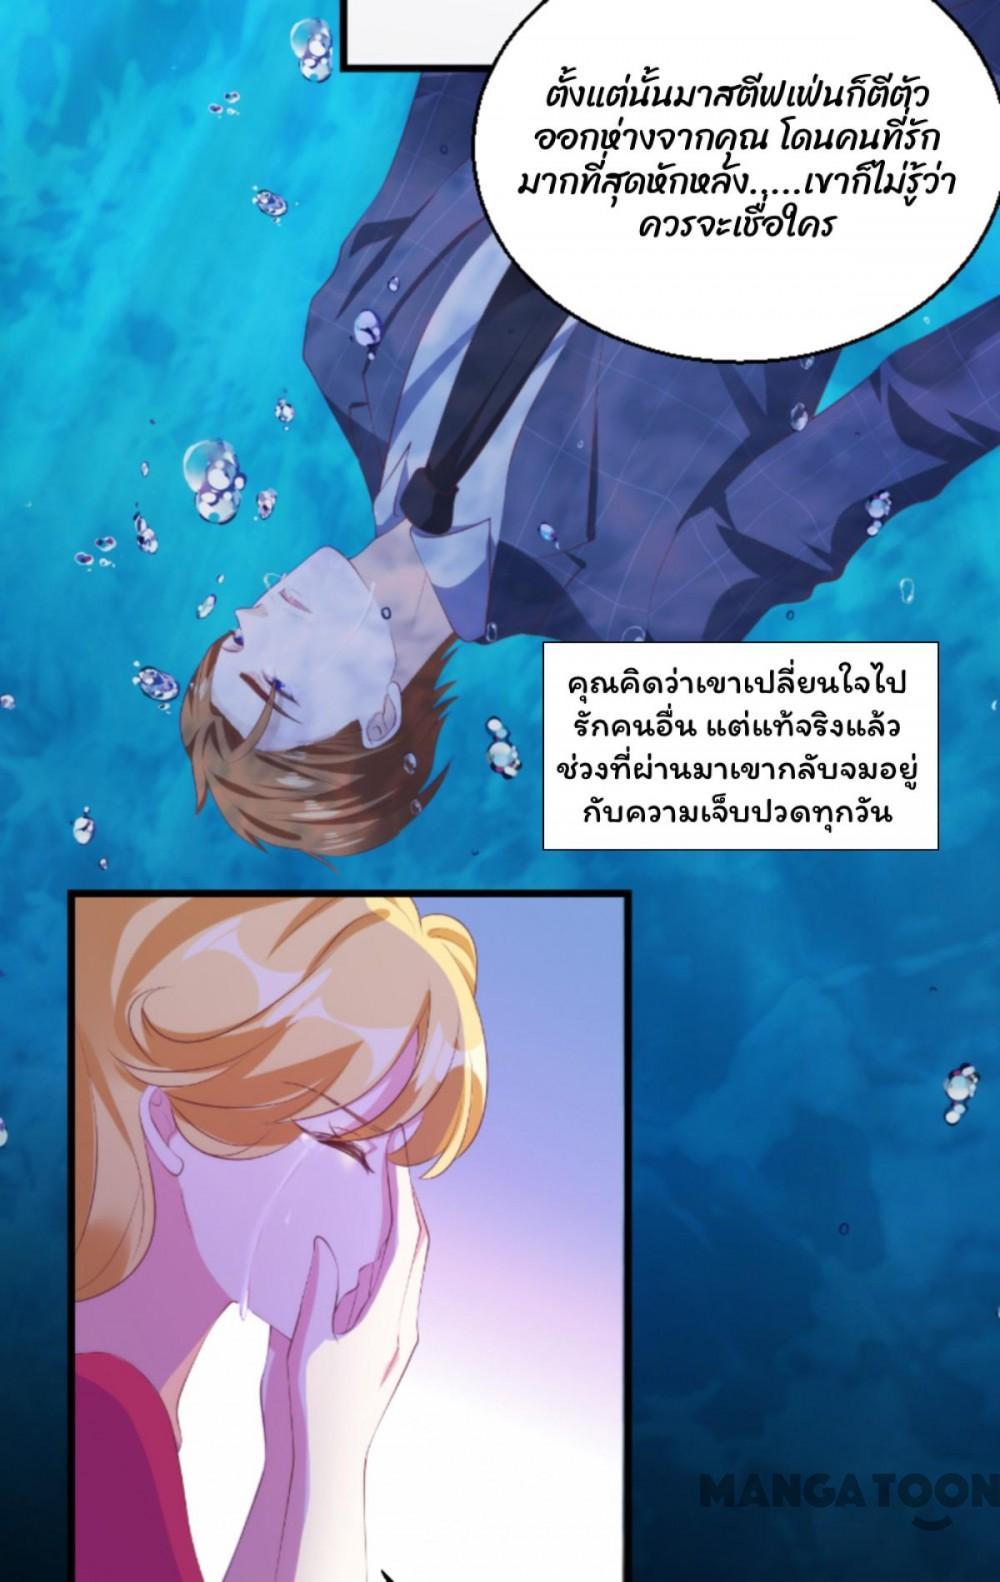 ตั้งแต่นั้นมาสตีฟเฟ่นก็ตีตัว
ออกห่างจากคุณ โดนคนที่รัก
มากที่สุดหักหลัง.....เขาก็ไม่รู้ว่า
ควรจะเชื่อใคร
คุณคิดว่าเขาเปลี่ยนใจไป
รักคนอื่น แต่แท้จริงแล้ว
ช่วงที่ผ่านมาเขากลับจมอยู่
กับความเจ็บปวดทุกวัน
MANGATOON